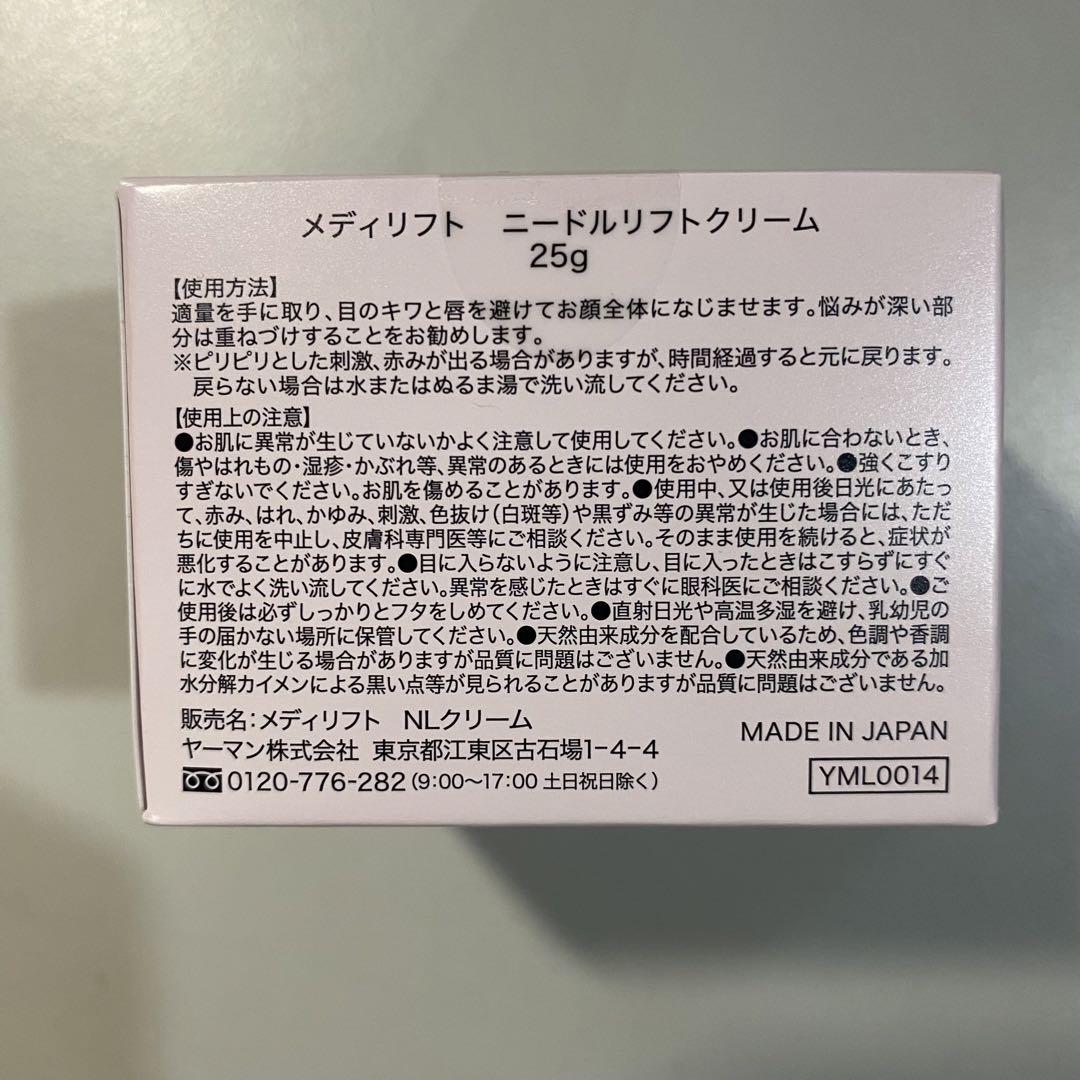 メディリフト　ニードルリフトクリーム
25g
【使用方法】
適量を手に取り、目のキワと唇を避けてお顔全体になじませます。悩みが深い部
分は重ねづけすることをお勧めします。
※ピリピリとした刺激、赤みが出る場合がありますが、時間経過すると元に戻ります。
戻らない場合は水またはぬるま湯で洗い流してください。
【使用上の注意】
●お肌に異常が生じていないかよく注意して使用してください。●お肌に合わないとき、
傷やはれもの・湿疹・かぶれ等、異常のあるときには使用をおやめください。●強くこすり
すぎないでください。お肌を傷めることがあります。●使用中、又は使用後日光にあたっ
て、赤み、はれ、かゆみ、刺激、色抜け（白斑等）や黒ずみ等の異常が生じた場合には、ただ
ちに使用を中止し、皮膚科専門医等にご相談ください。そのまま使用を続けると、症状が
悪化することがあります。●目に入らないように注意し、目に入ったときはこすらずにすぐ
に水でよく洗い流してください。異常を感じたときはすぐに眼科医にご相談ください。●ご
使用後は必ずしっかりとフタをしめてください。●直射日光や高温多湿を避け、乳幼児の
手の届かない場所に保管してください。●天然由来成分を配合しているため、色調や香調
に変化が生じる場合がありますが品質に問題はございません。●天然由来成分である加
水分解カイメンによる黒い点等が見られることがありますが品質に問題はございません。
販売名：メディリフト　NLクリーム
ヤーマン株式会社 東京都江東区古石場1-4-4
0120-776-282（9:00〜17:00 土日祝日除く）
MADE IN JAPAN
YML0014